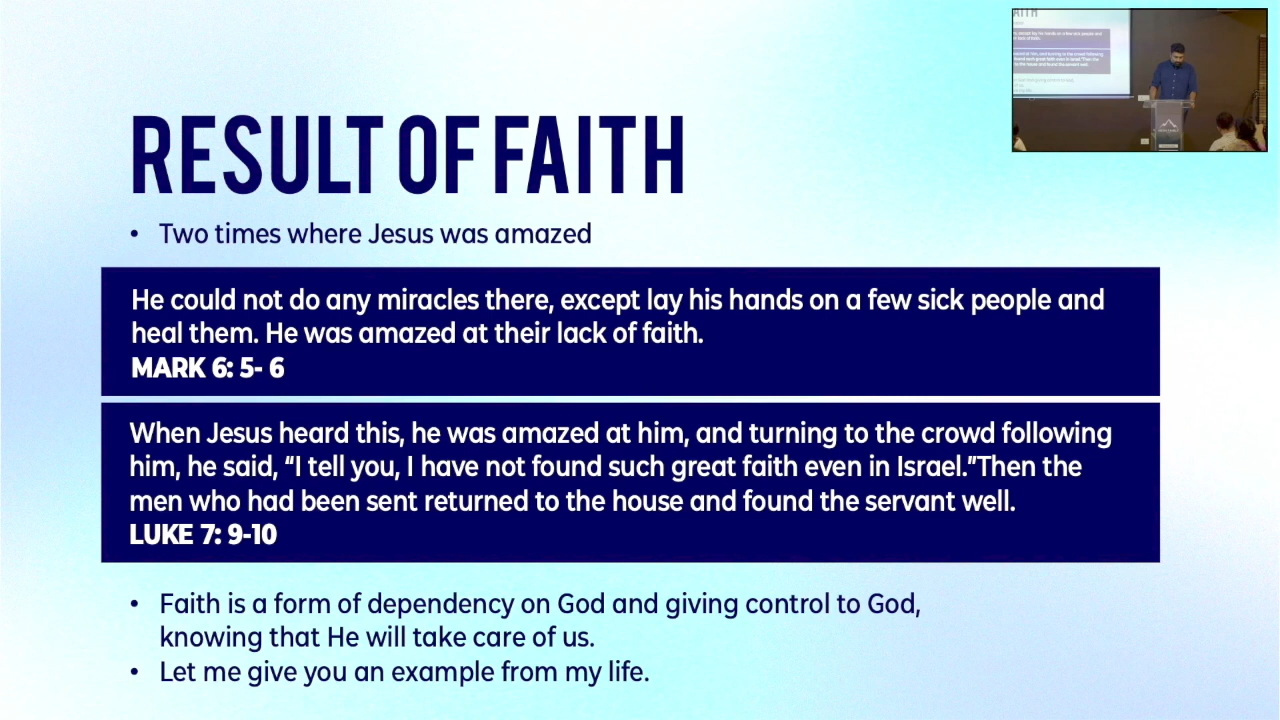 RESULT OF FAITH
• Two times where Jesus was amazed
He could not do any miracles there, except lay his hands on a few sick people and
heal them. He was amazed at their lack of faith.
MARK 6: 5- 6
When Jesus heard this, he was amazed at him, and turning to the crowd following
him, he said, “I tell you, I have not found such great faith even in Israel.”Then the
men who had been sent returned to the house and found the servant well.
LUKE 7: 9-10
• Faith is a form of dependency on God and giving control to God,
knowing that He will take care of us.
• Let me give you an example from my life.